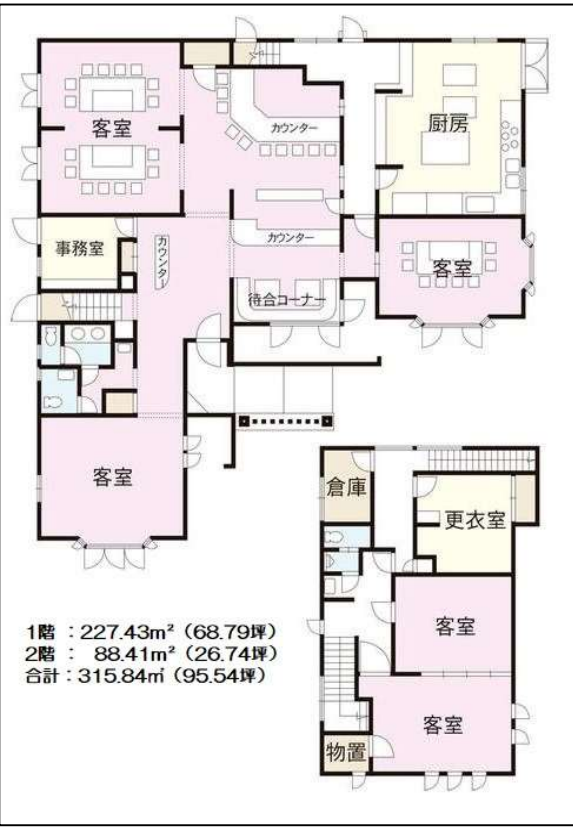 客室
カウンター
厨房
事務室
カウンター
カウンター
客室
待合コーナー
客室
倉庫
更衣室
客室
客室
物置
1階 ：227.43m²（68.79坪）
2階 ： 88.41m²（26.74坪）
合計：315.84㎡（95.54坪）